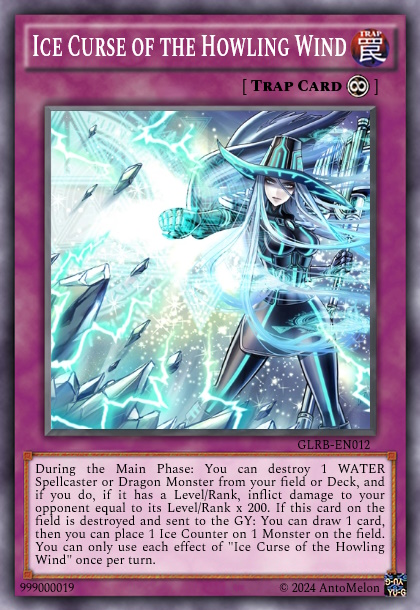 ICE CURSE OF THE HOWLING WIND
TRAP
罠
[ TRAP CARD ]
GLRB-EN012
During the Main Phase: You can destroy 1 WATER
Spellcaster or Dragon Monster from your field or Deck, and
if you do, if it has a Level/Rank, inflict damage to your
opponent equal to its Level/Rank x 200. If this card on the
field is destroyed and sent to the GY: You can draw 1 card,
then you can place 1 Ice Counter on 1 Monster on the field.
You can only use each effect of "Ice Curse of the Howling
Wind" once per turn.
999000019
© 2024 AntoMelon